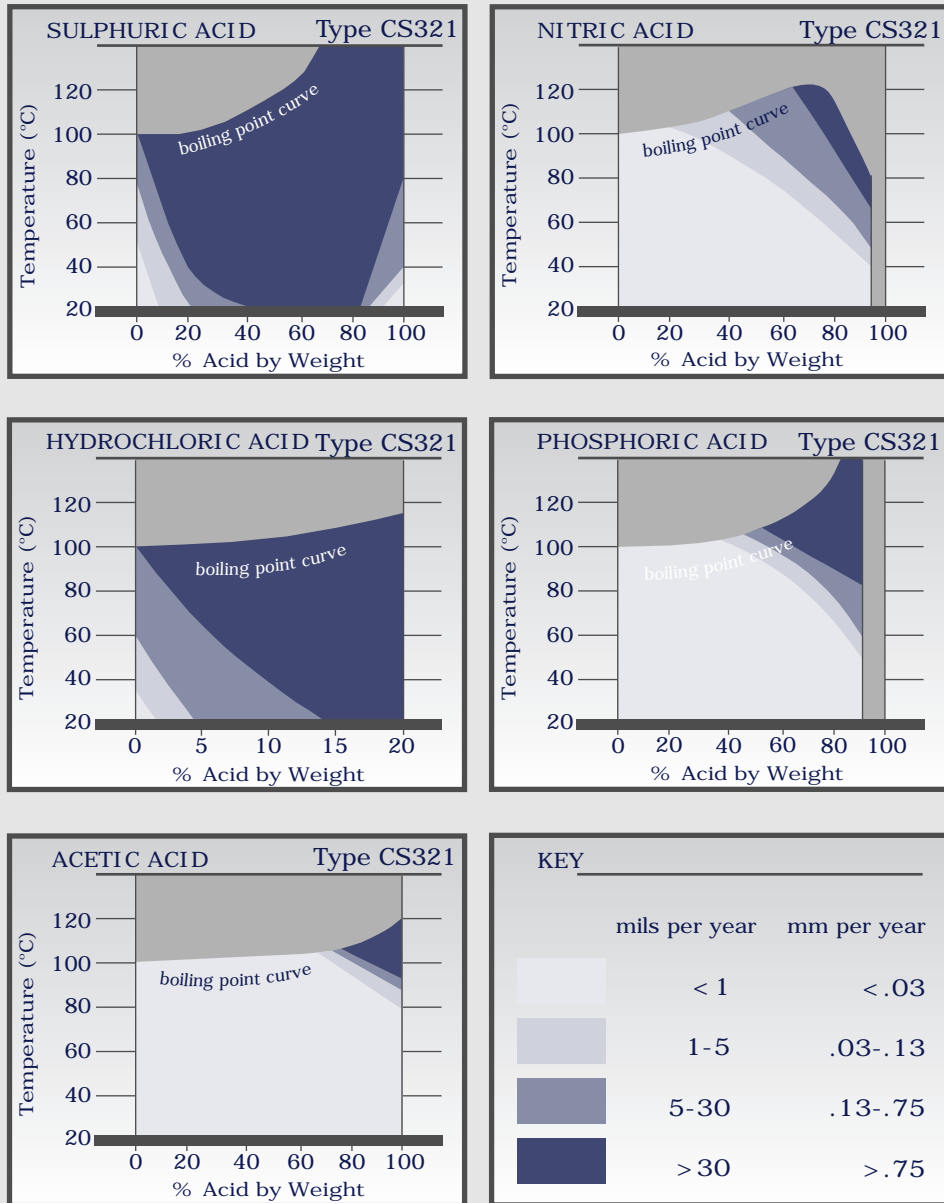 SULPHURIC ACID Type CS321
Temperature (°C)
120
100
80
60
40
20
boiling point curve
0 20 40 60 80 100
% Acid by Weight
NITRIC ACID Type CS321
Temperature (°C)
120
100
80
60
40
20
boiling point curve
0 20 40 60 80 100
% Acid by Weight
HYDROCHLORIC ACID Type CS321
Temperature (°C)
120
100
80
60
40
20
boiling point curve
0 5 10 15 20
% Acid by Weight
PHOSPHORIC ACID Type CS321
Temperature (°C)
120
100
80
60
40
20
boiling point curve
0 20 40 60 80 100
% Acid by Weight
ACETIC ACID Type CS321
Temperature (°C)
120
100
80
60
40
20
boiling point curve
0 20 40 60 80 100
% Acid by Weight
KEY
mils per year mm per year
<1 <.03
1-5 .03-.13
5-30 .13-.75
>30 >.75